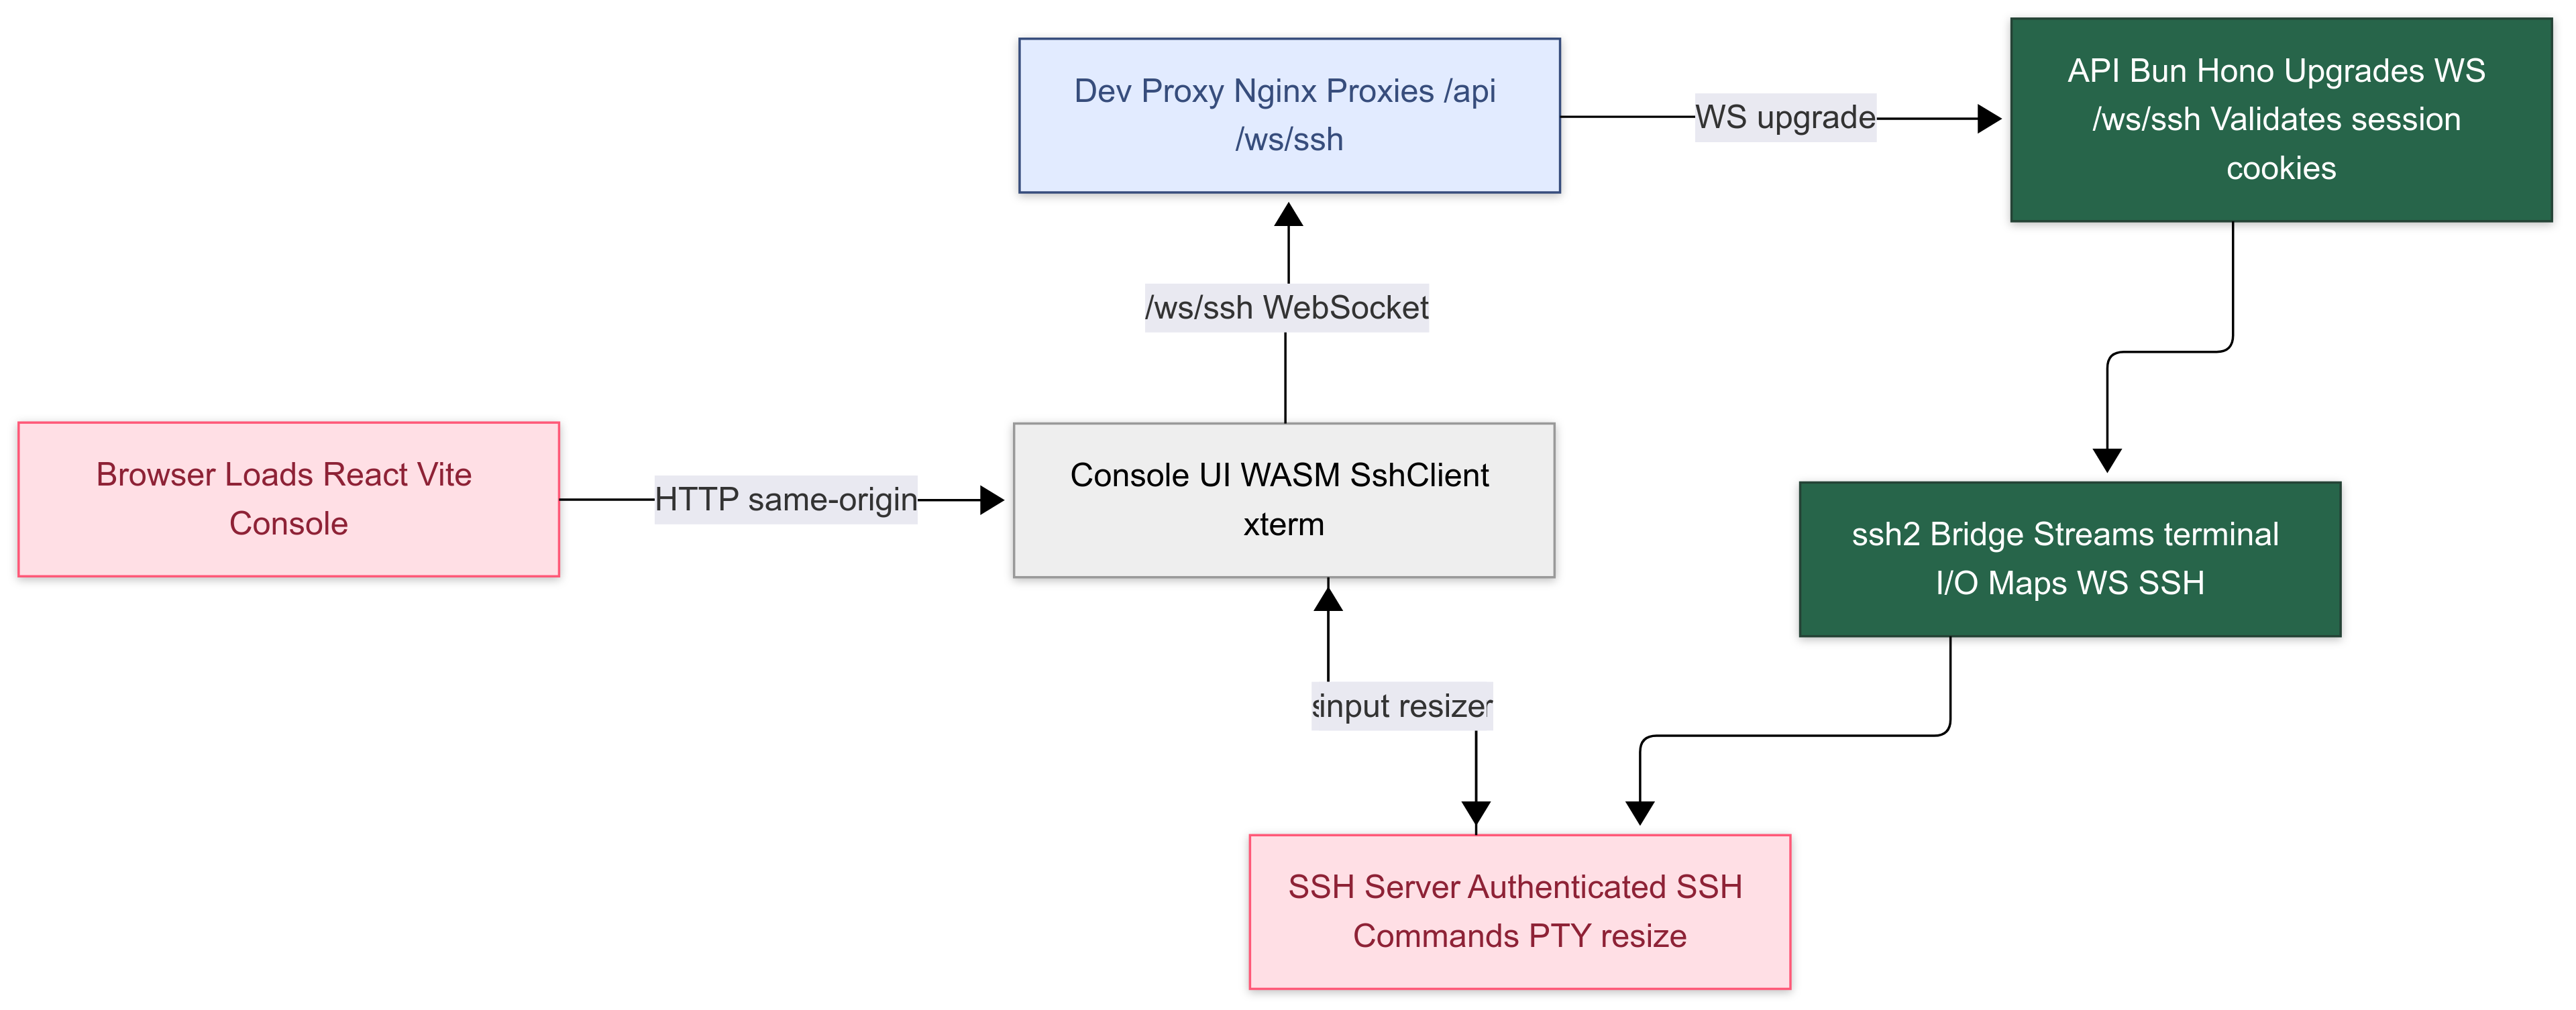 Dev Proxy Nginx Proxies /api
/ws/ssh
WS upgrade
API Bun Hono Upgrades WS
/ws/ssh Validates session
cookies
/ws/ssh WebSocket
Browser Loads React Vite
Console
HTTP same-origin
Console UI WASM SshClient
xterm
ssh2 Bridge Streams terminal
I/O Maps WS SSH
input resize
SSH Server Authenticated SSH
Commands PTY resize